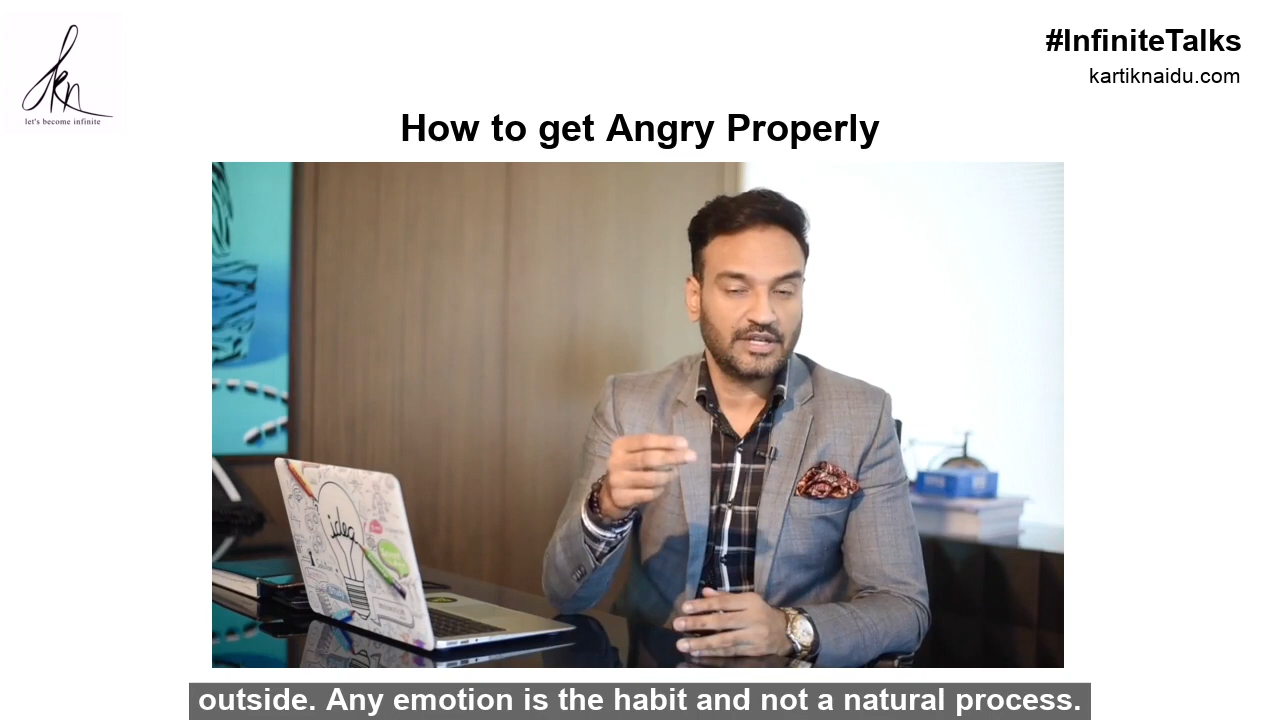 #InfiniteTalks
kartiknaidu.com
let's become infinite
How to get Angry Properly
idea
outside. Any emotion is the habit and not a natural process.